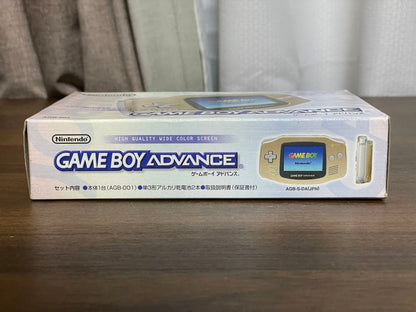 Nintendo
HIGH QUALITY WIDE COLOR SCREEN
GAME BOY ADVANCE
ゲームボーイ アドバンス
セット内容 ●本体1台(AGB-001) ●単3形アルカリ乾電池2本 ●取扱説明書(保証書付)
GAME BOY
Nintendo
AGB-S-DA(JPN)